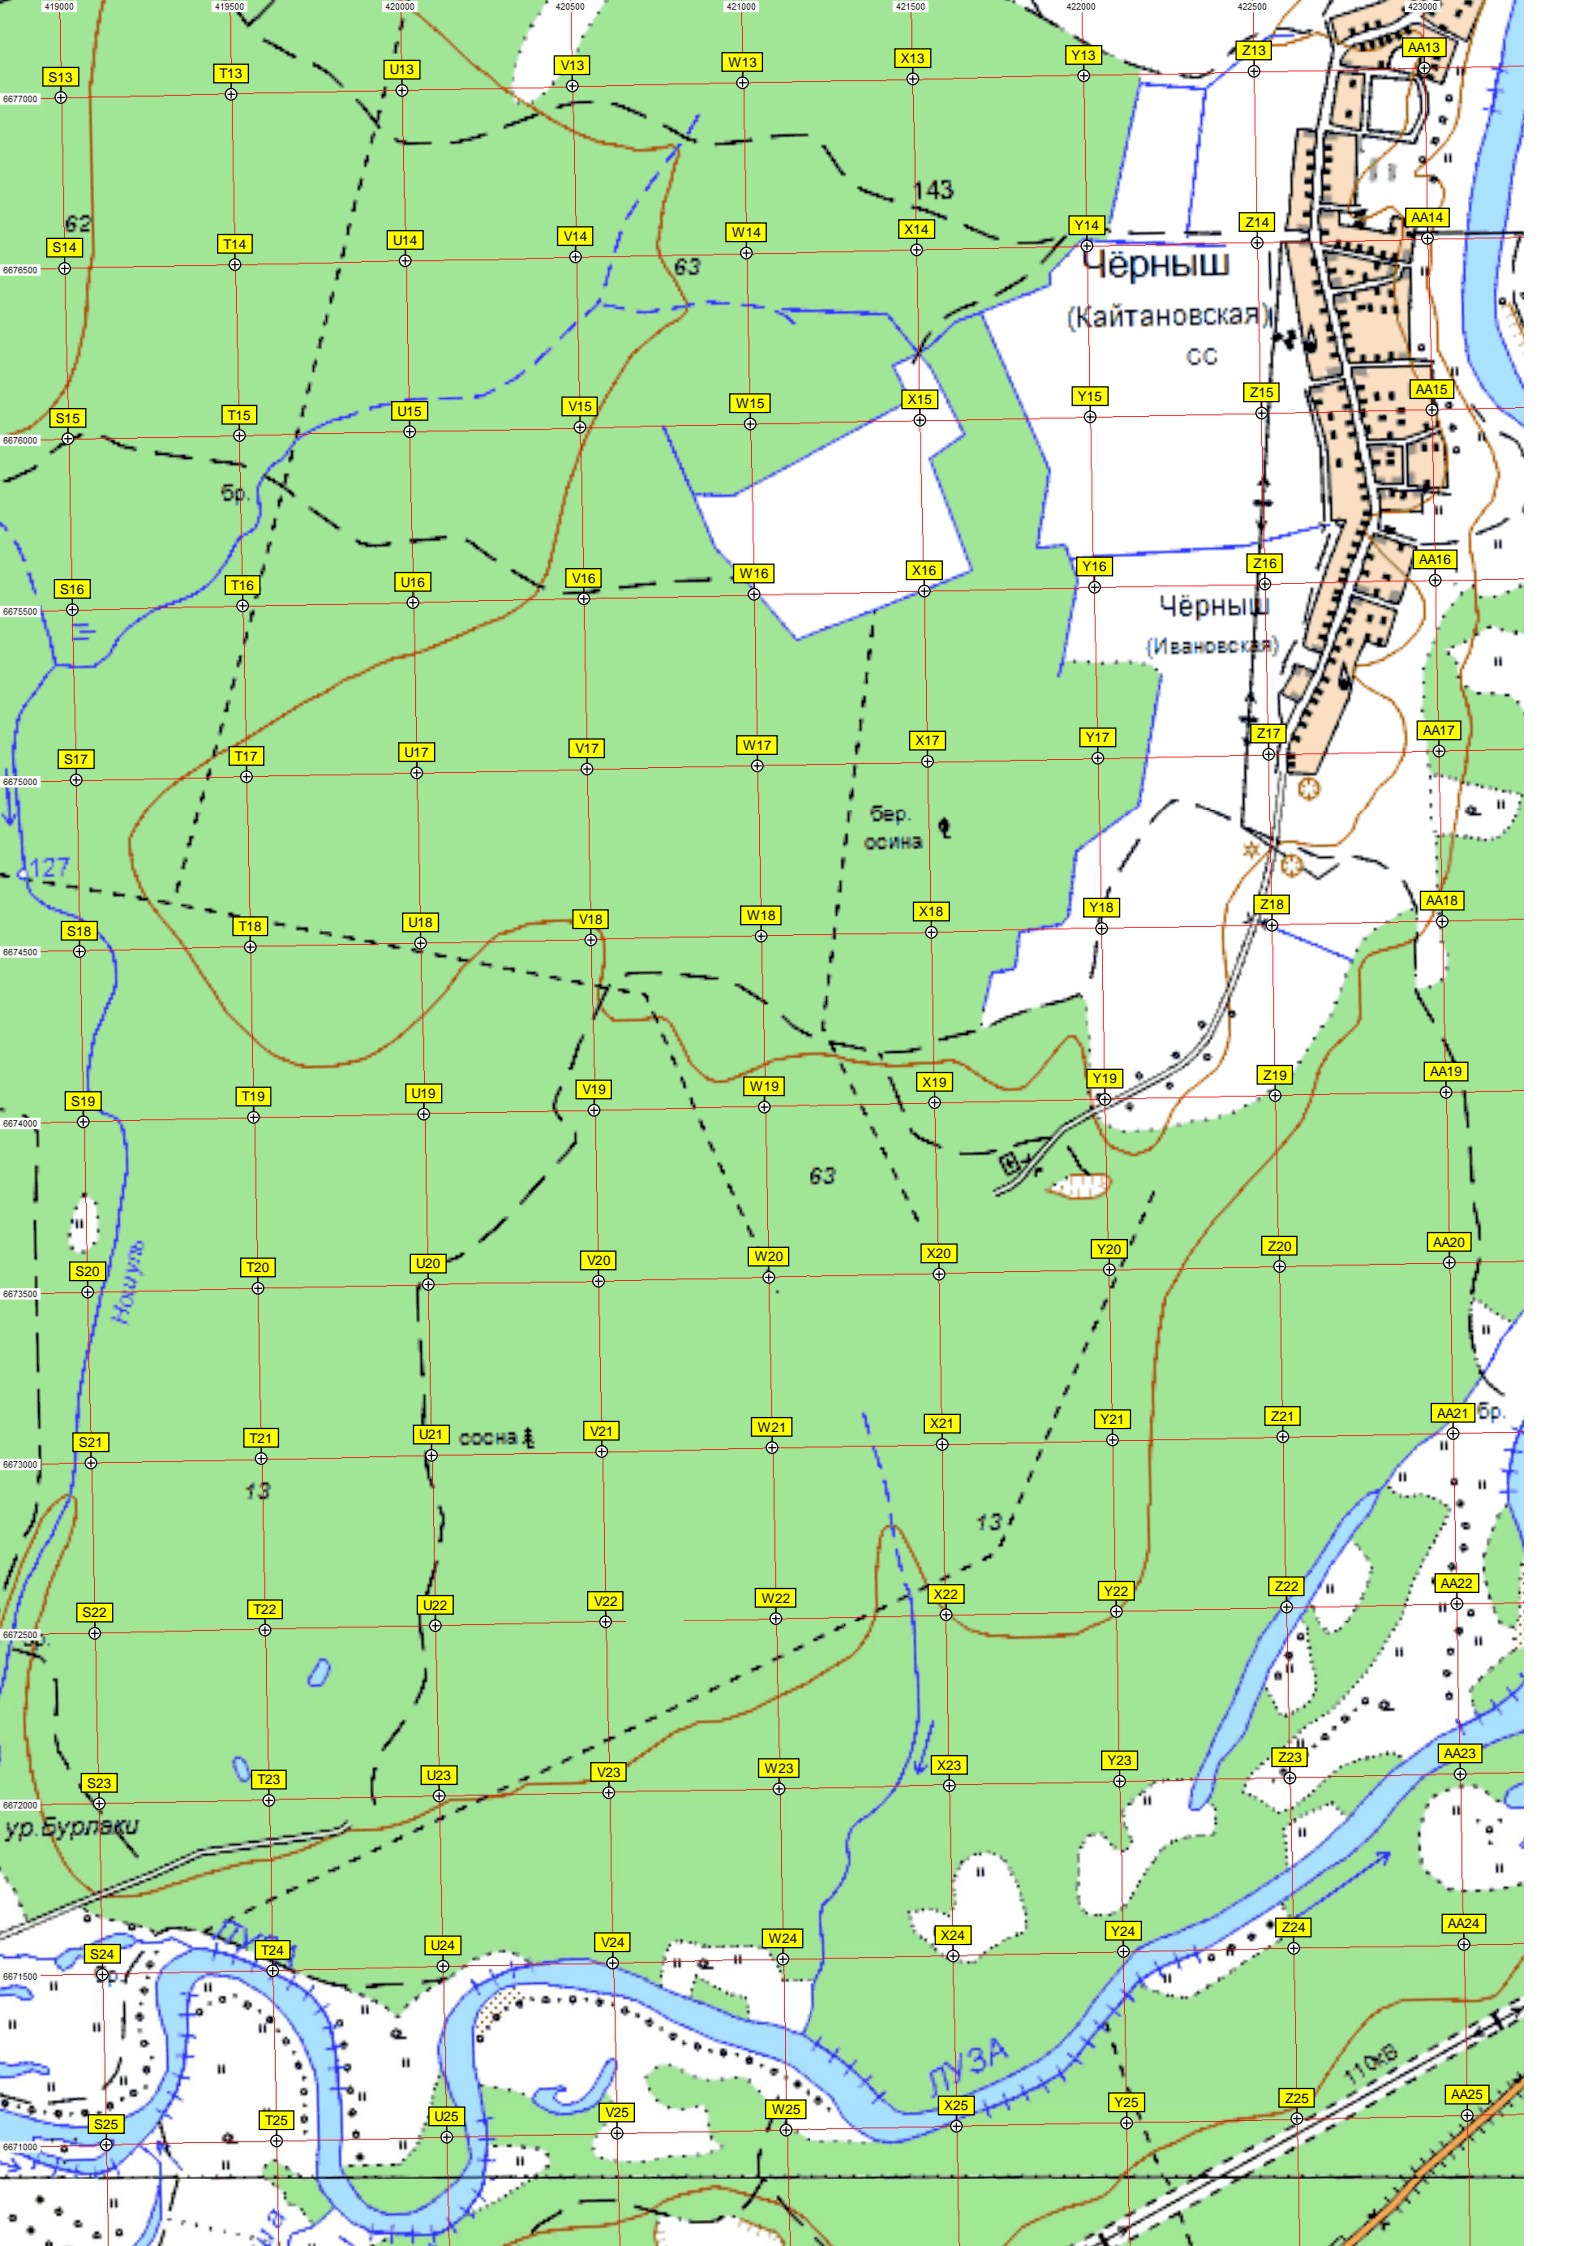 419000 419500 420000 420500 421000 421500 422000 422500 423000
S13 T13 U13 V13 W13 X13 Y13 Z13 AA13
6677000
143
62
S14 T14 U14 V14 W14 X14 Y14 Z14 AA14
6676500
63
Чёрныш
(Кайтановская)
СС
S15 T15 U15 V15 W15 X15 Y15 Z15 AA15
6676000
бр.
S16 T16 U16 V16 W16 X16 Y16 Z16 AA16
6675500
Чёрныш
(Ивановская)
S17 T17 U17 V17 W17 X17 Y17 Z17 AA17
6675000
бер.
осина
127
S18 T18 U18 V18 W18 X18 Y18 Z18 AA18
6674500
S19 T19 U19 V19 W19 X19 Y19 Z19 AA19
6674000
63
S20 T20 U20 V20 W20 X20 Y20 Z20 AA20
6673500
Ношуль
S21 T21 U21 V21 W21 X21 Y21 Z21 AA21
сосна
бр.
6673000
13
13
S22 T22 U22 V22 W22 X22 Y22 Z22 AA22
6672500
S23 T23 U23 V23 W23 X23 Y23 Z23 AA23
6672000
ур.Бурлаки
ЛУЗА
S24 T24 U24 V24 W24 X24 Y24 Z24 AA24
6671500
ЛУЗА
110кВ
S25 T25 U25 V25 W25 X25 Y25 Z25 AA25
6671000